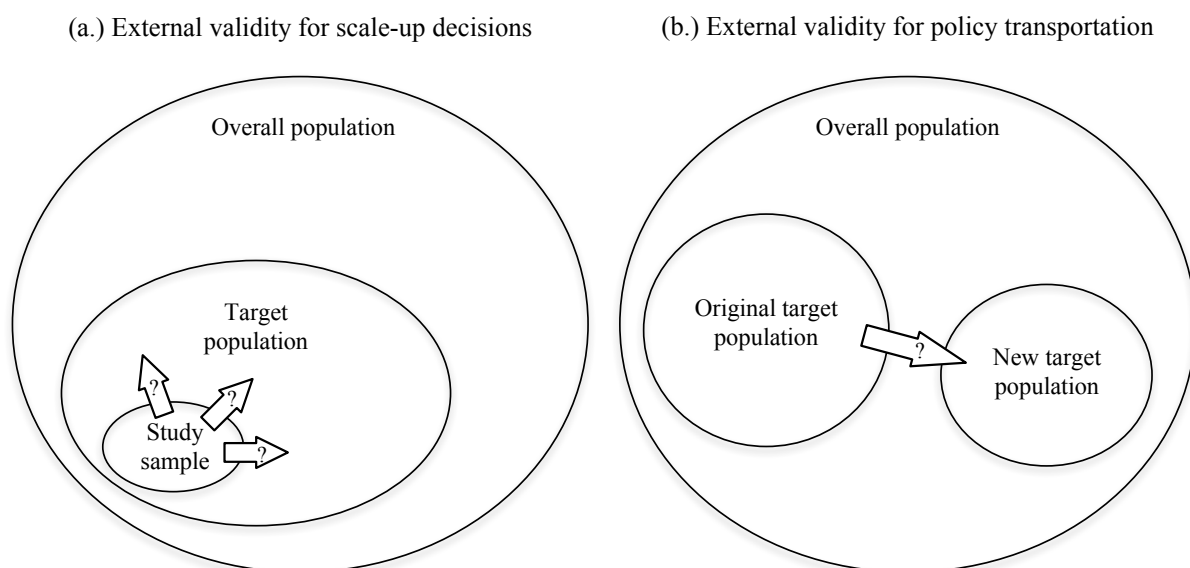 (a.) External validity for scale-up decisions
Overall population
Target
population
?
?
?
Study
sample
(b.) External validity for policy transportation
Overall population
Original target
population
?
New target
population